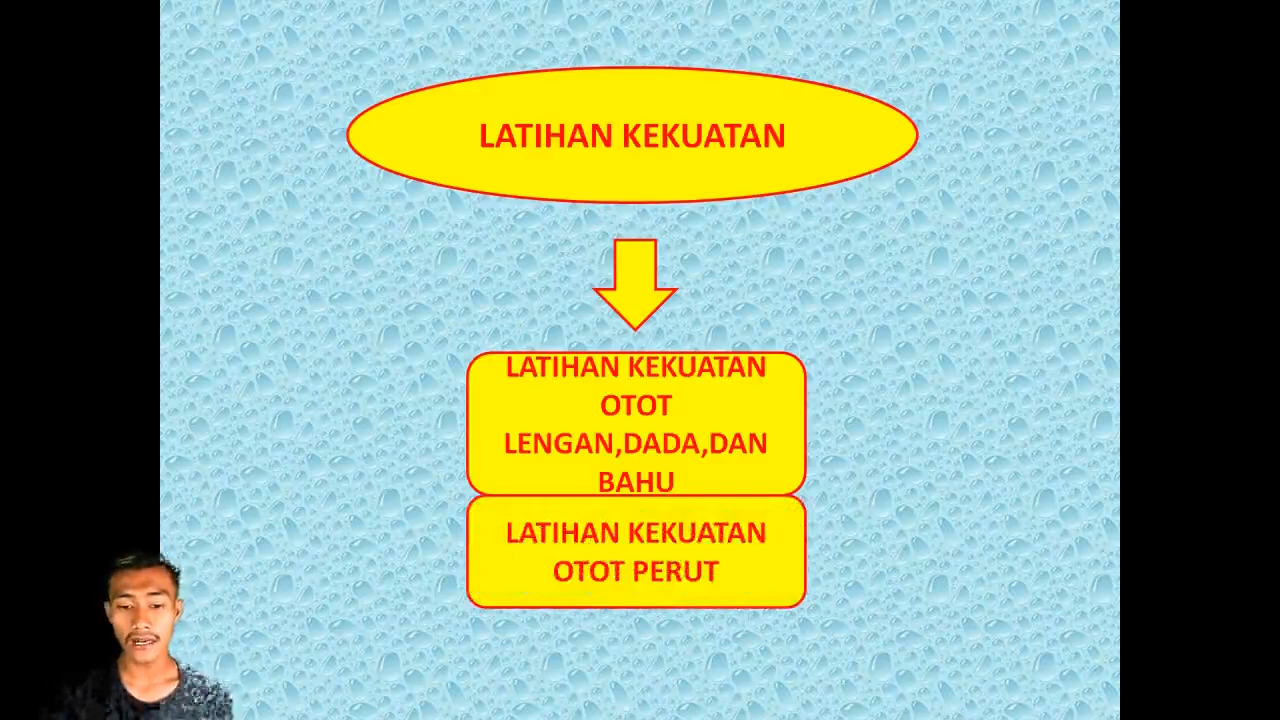 LATIHAN KEKUATAN
LATIHAN KEKUATAN
OTOT
LENGAN,DADA,DAN
BAHU
LATIHAN KEKUATAN
OTOT PERUT